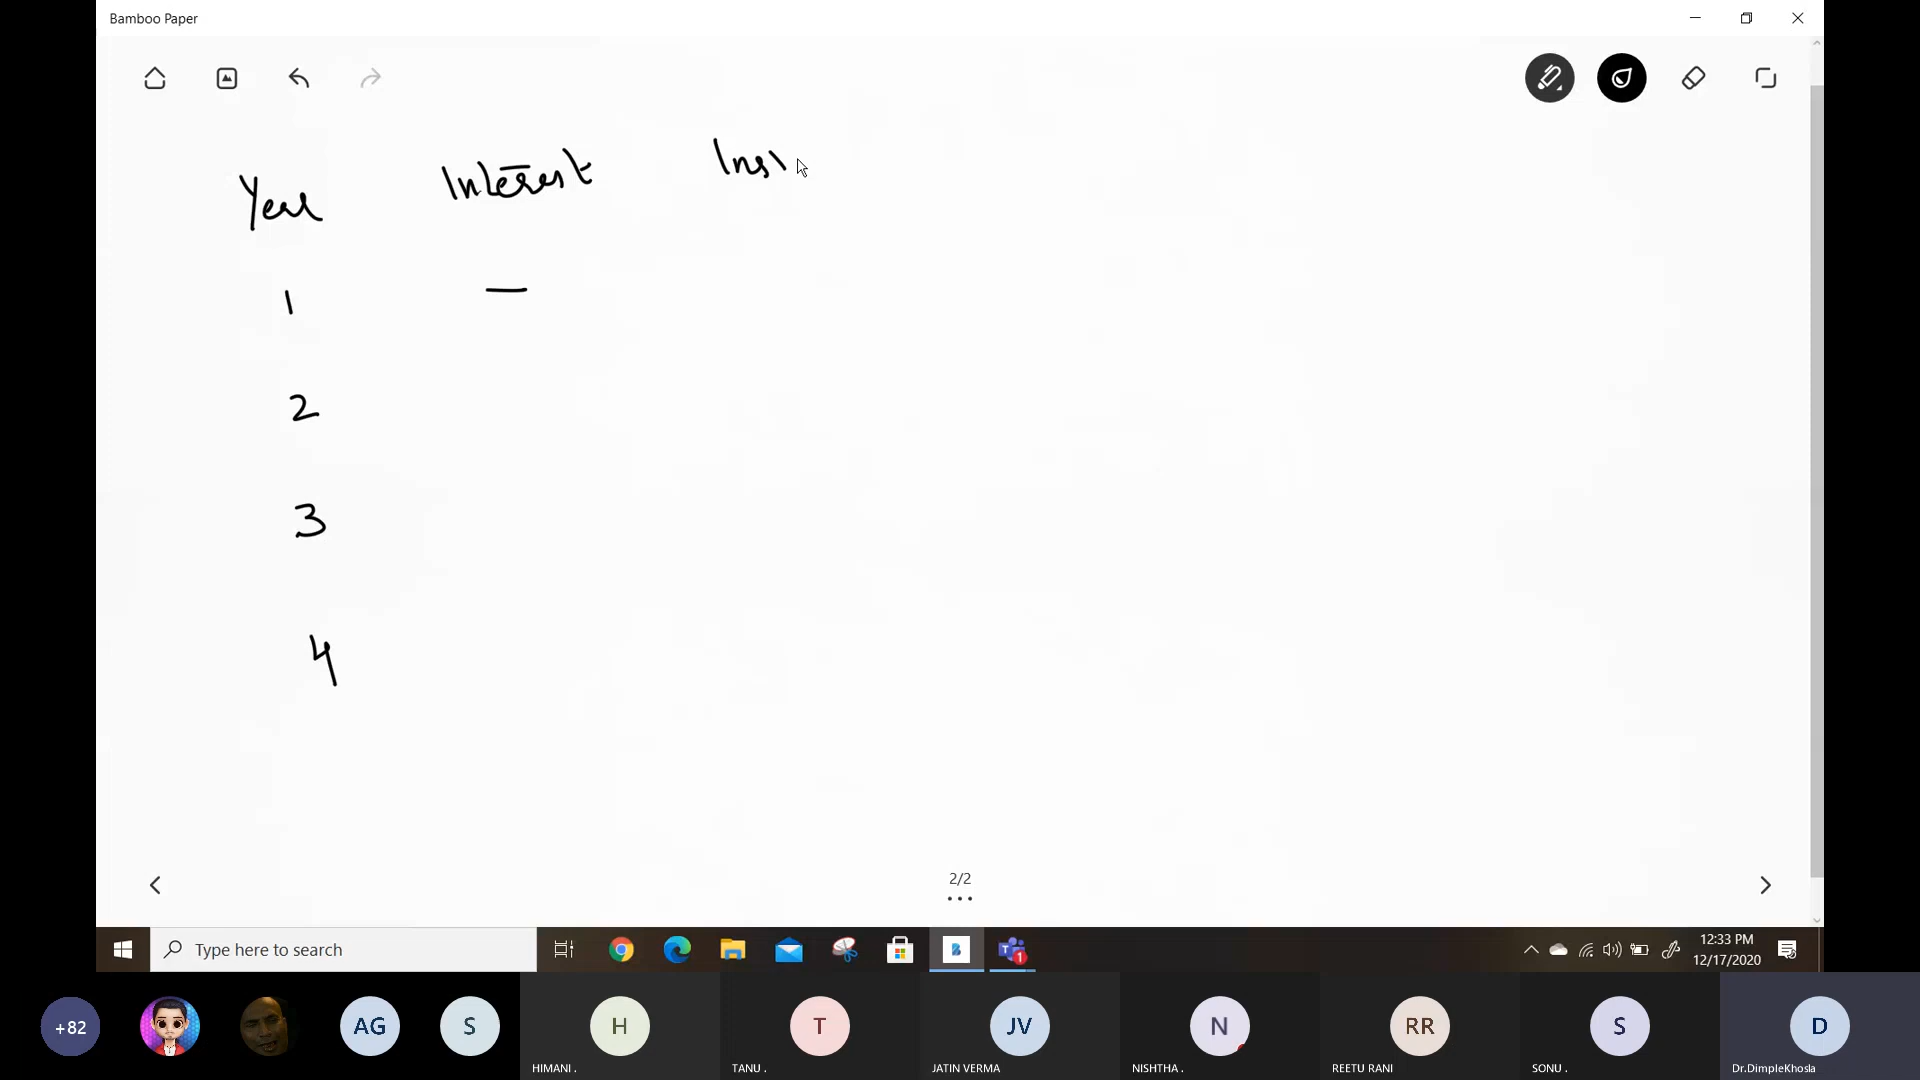 Bamboo Paper
Year Interest
1 —
2
3
4
2/2
Type here to search
12:33 PM
12/17/2020
+82 AG S H T JV N RR S D
HIMANI . TANU . JATIN VERMA NISHTHA . REETU RANI SONU . Dr.DimpleKhosla